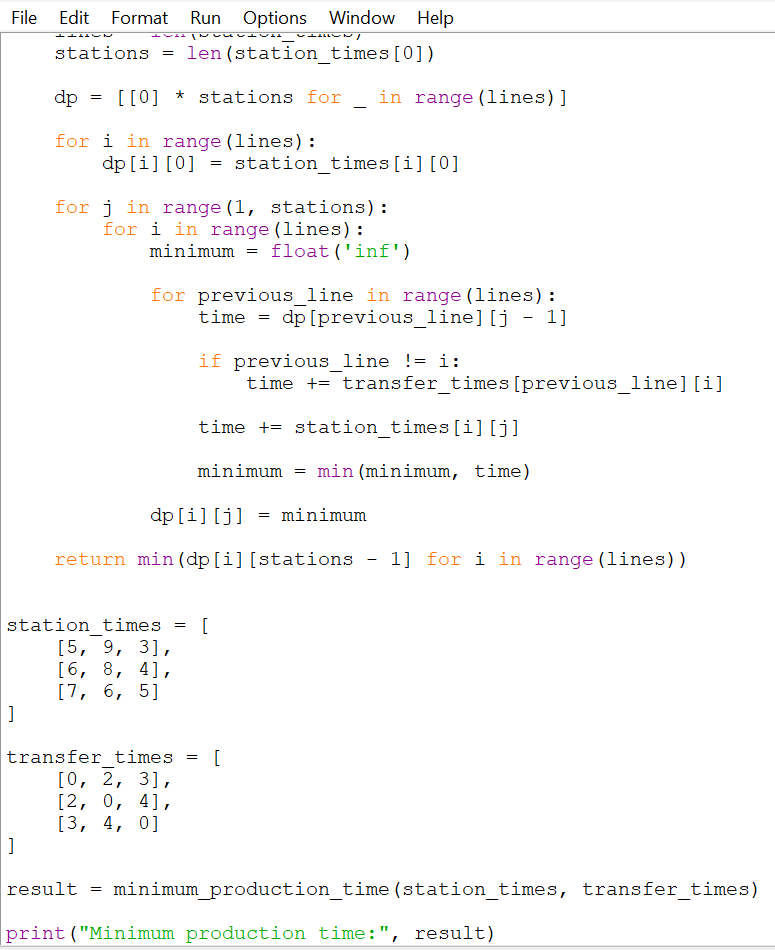 File Edit Format Run Options Window Help
    stations = len(station_times[0])
    dp = [[0] * stations for _ in range(lines)]
    for i in range(lines):
        dp[i][0] = station_times[i][0]
    for j in range(1, stations):
        for i in range(lines):
            minimum = float('inf')
            for previous_line in range(lines):
                time = dp[previous_line][j - 1]
                if previous_line != i:
                    time += transfer_times[previous_line][i]
                time += station_times[i][j]
                minimum = min(minimum, time)
            dp[i][j] = minimum
    return min(dp[i][stations - 1] for i in range(lines))
station_times = [
    [5, 9, 3],
    [6, 8, 4],
    [7, 6, 5]
]
transfer_times = [
    [0, 2, 3],
    [2, 0, 4],
    [3, 4, 0]
]
result = minimum_production_time(station_times, transfer_times)
print("Minimum production time:", result)